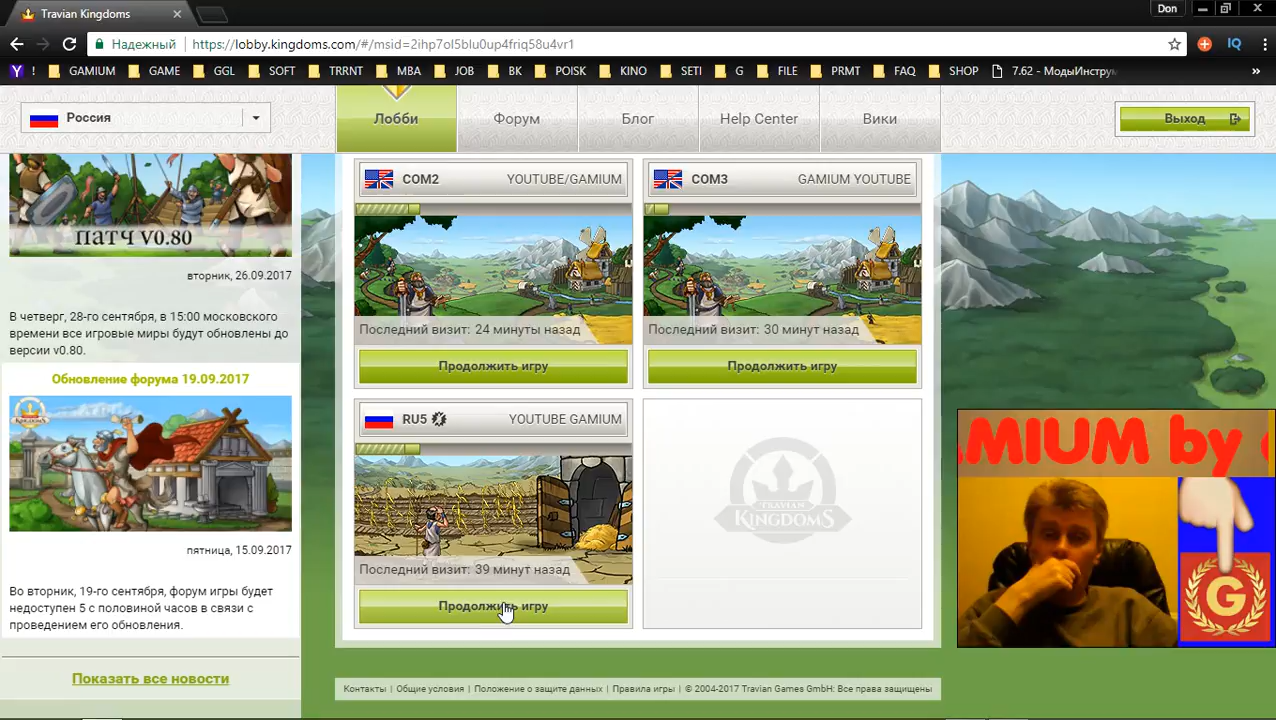 Travian Kingdoms
Don
Надежный
https://lobby.kingdoms.com/#/msid=2ihp7ol5blu0up4friq58u4vr1
IQ
! GAMIUM GAME GGL SOFT TRRNT MBA JOB BK POISK KINO SETI G FILE PRMT FAQ SHOP 7.62 - МодыИнструм
Россия
Лобби Форум Блог Help Center Вики
Выход
патч v0.80
вторник, 26.09.2017
В четверг, 28-го сентября, в 15:00 московского
времени все игровые миры будут обновлены до
версии v0.80.
Обновление форума 19.09.2017
пятница, 15.09.2017
Во вторник, 19-го сентября, форум игры будет
недоступен 5 с половиной часов в связи с
проведением его обновления.
Показать все новости
COM2 YOUTUBE/GAMIUM
Последний визит: 24 минуты назад
Продолжить игру
COM3 GAMIUM YOUTUBE
Последний визит: 30 минут назад
Продолжить игру
RU5 YOUTUBE GAMIUM
Последний визит: 39 минут назад
Продолжить игру
TRAVIAN
KINGDOMS
AMIUM by
G
Контакты | Общие условия | Положение о защите данных | Правила игры | © 2004-2017 Travian Games GmbH: Все права защищены